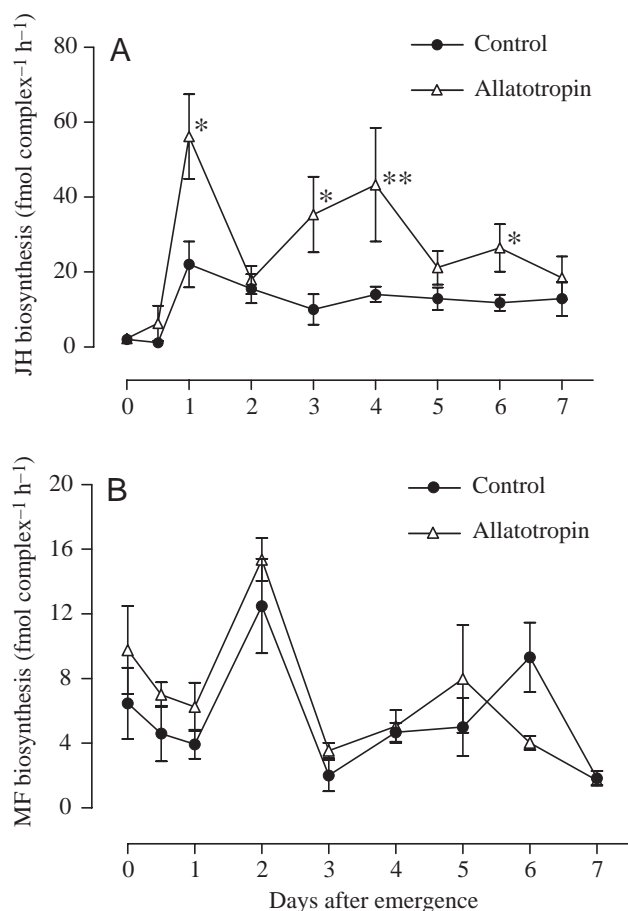 A
Control
Allatotropin
JH biosynthesis (fmol complex⁻¹ h⁻¹)
80
60
40
20
0
*
*
**
*
0 1 2 3 4 5 6 7
B
Control
Allatotropin
MF biosynthesis (fmol complex⁻¹ h⁻¹)
20
16
12
8
4
0
0 1 2 3 4 5 6 7
Days after emergence